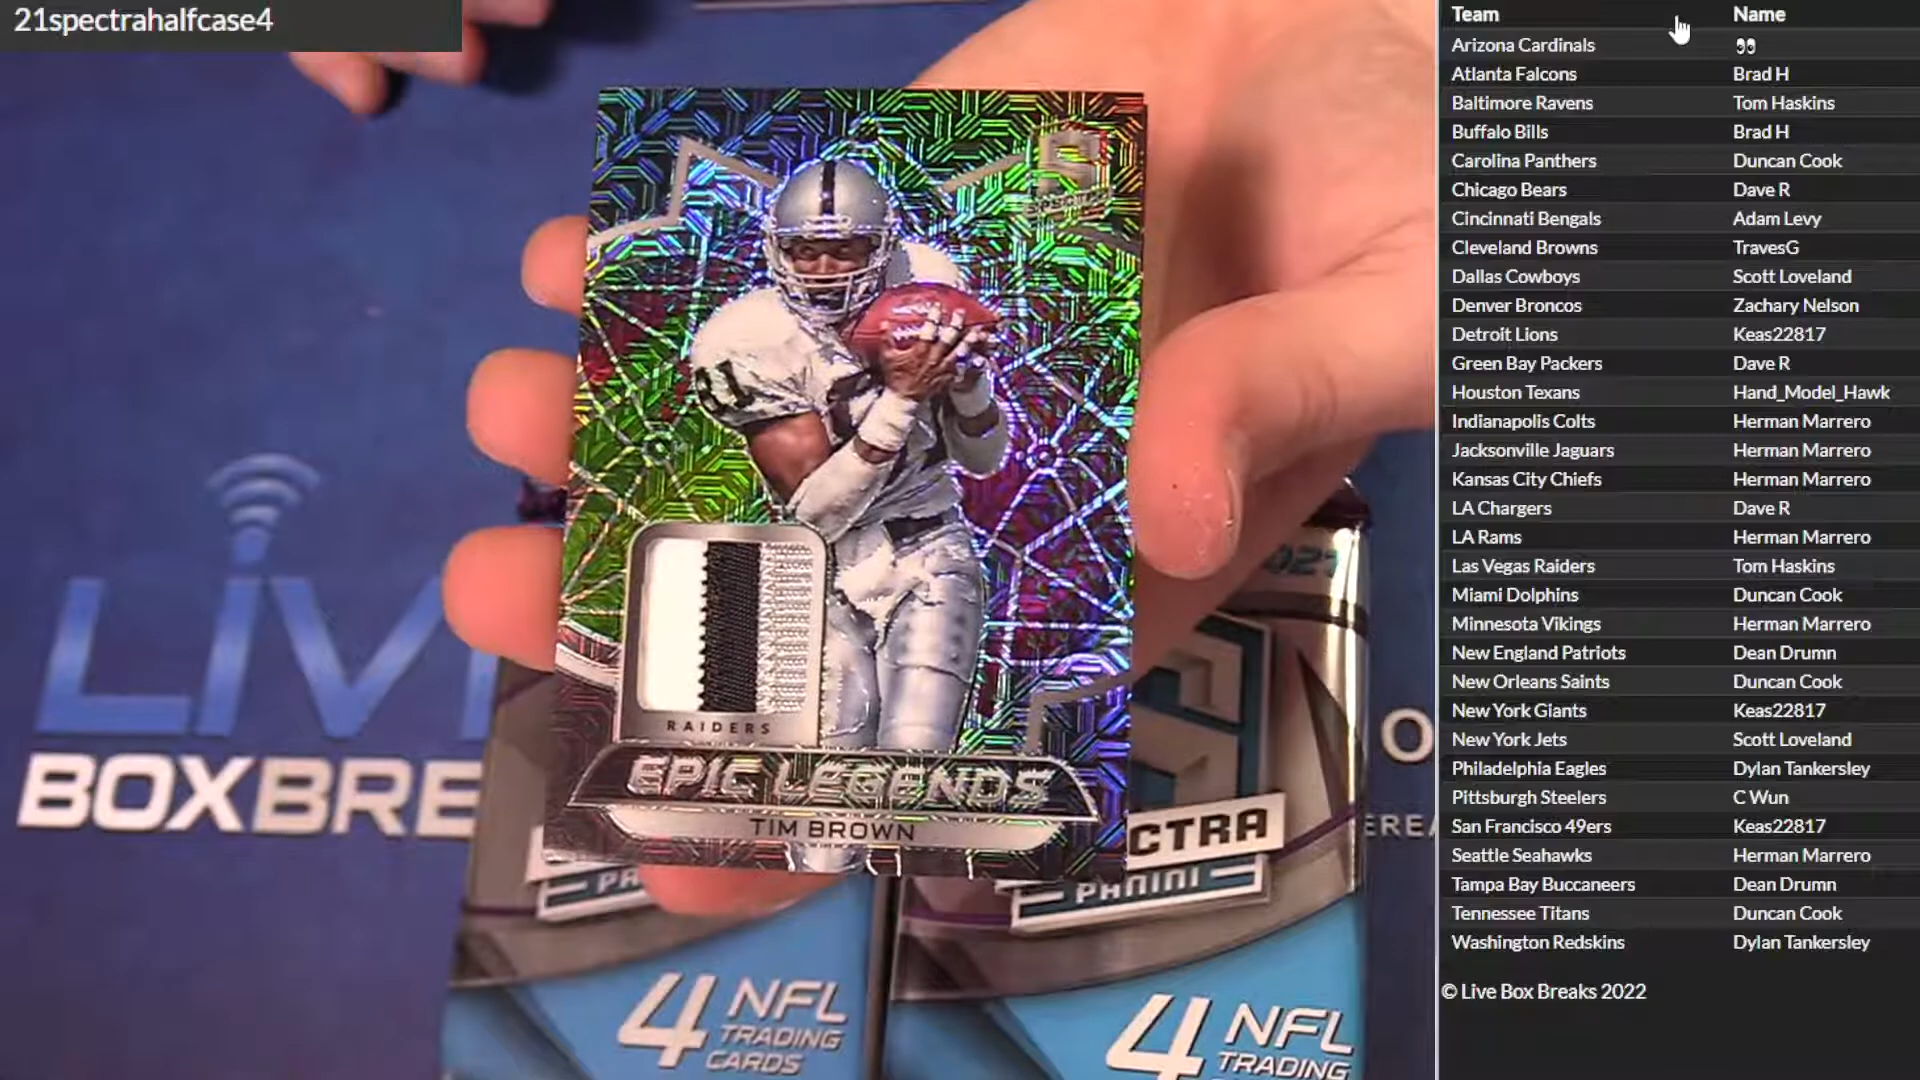 21spectrahalfcase4
Team Name
Arizona Cardinals 👀
Atlanta Falcons Brad H
Baltimore Ravens Tom Haskins
Buffalo Bills Brad H
Carolina Panthers Duncan Cook
Chicago Bears Dave R
Cincinnati Bengals Adam Levy
Cleveland Browns TravesG
Dallas Cowboys Scott Loveland
Denver Broncos Zachary Nelson
Detroit Lions Keas22817
Green Bay Packers Dave R
Houston Texans Hand_Model_Hawk
Indianapolis Colts Herman Marrero
Jacksonville Jaguars Herman Marrero
Kansas City Chiefs Herman Marrero
LA Chargers Dave R
LA Rams Herman Marrero
Las Vegas Raiders Tom Haskins
Miami Dolphins Duncan Cook
Minnesota Vikings Herman Marrero
New England Patriots Dean Drumn
New Orleans Saints Duncan Cook
New York Giants Keas22817
New York Jets Scott Loveland
Philadelphia Eagles Dylan Tankersley
Pittsburgh Steelers C Wun
San Francisco 49ers Keas22817
Seattle Seahawks Herman Marrero
Tampa Bay Buccaneers Dean Drumn
Tennessee Titans Duncan Cook
Washington Redskins Dylan Tankersley
© Live Box Breaks 2022
81
RAIDERS
EPIC LEGENDS
TIM BROWN
LIV
BOXBRE
CTRA
PA
PANINI
4 NFL
TRADING
CARDS
4 NFL
TRADING